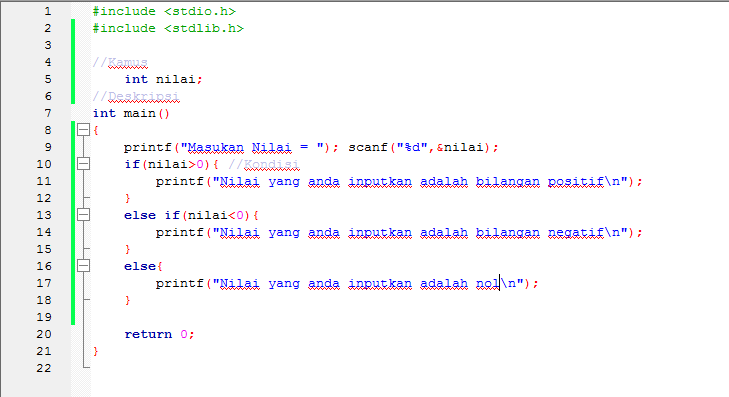 1 #include <stdio.h>
2 #include <stdlib.h>
3
4 //Kamus
5 int nilai;
6 //Deskripsi
7 int main()
8 {
9 printf("Masukan Nilai = "); scanf("%d",&nilai);
10 if(nilai>0){ //Kondisi
11 printf("Nilai yang anda inputkan adalah bilangan positif\n");
12 }
13 else if(nilai<0){
14 printf("Nilai yang anda inputkan adalah bilangan negatif\n");
15 }
16 else{
17 printf("Nilai yang anda inputkan adalah nol\n");
18 }
19
20 return 0;
21 }
22